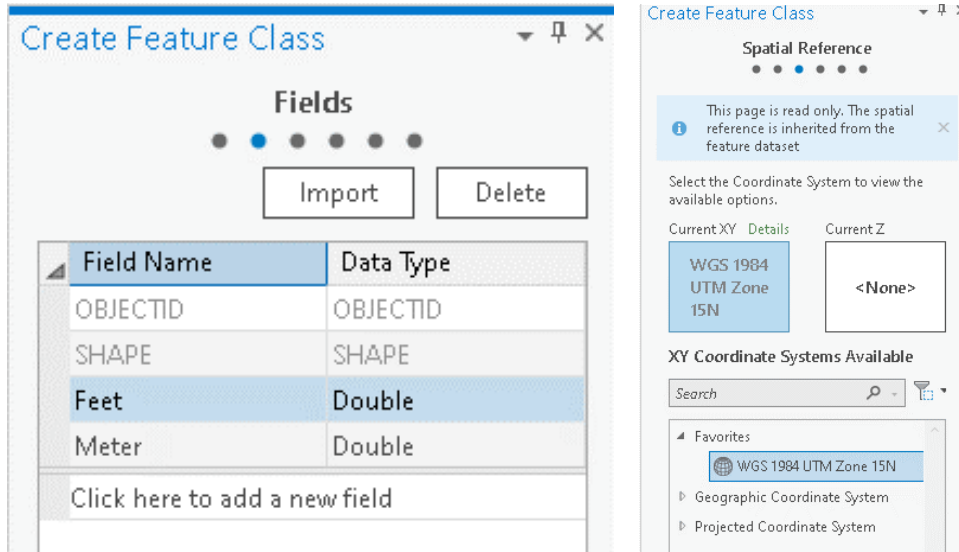 Create Feature Class
Fields
Import Delete
Field Name Data Type
OBJECTID OBJECTID
SHAPE SHAPE
Feet Double
Meter Double
Click here to add a new field
Create Feature Class
Spatial Reference
This page is read only. The spatial
reference is inherited from the
feature dataset
Select the Coordinate System to view the
available options.
Current XY Details Current Z
WGS 1984
UTM Zone
15N
<None>
XY Coordinate Systems Available
Search
Favorites
WGS 1984 UTM Zone 15N
Geographic Coordinate System
Projected Coordinate System